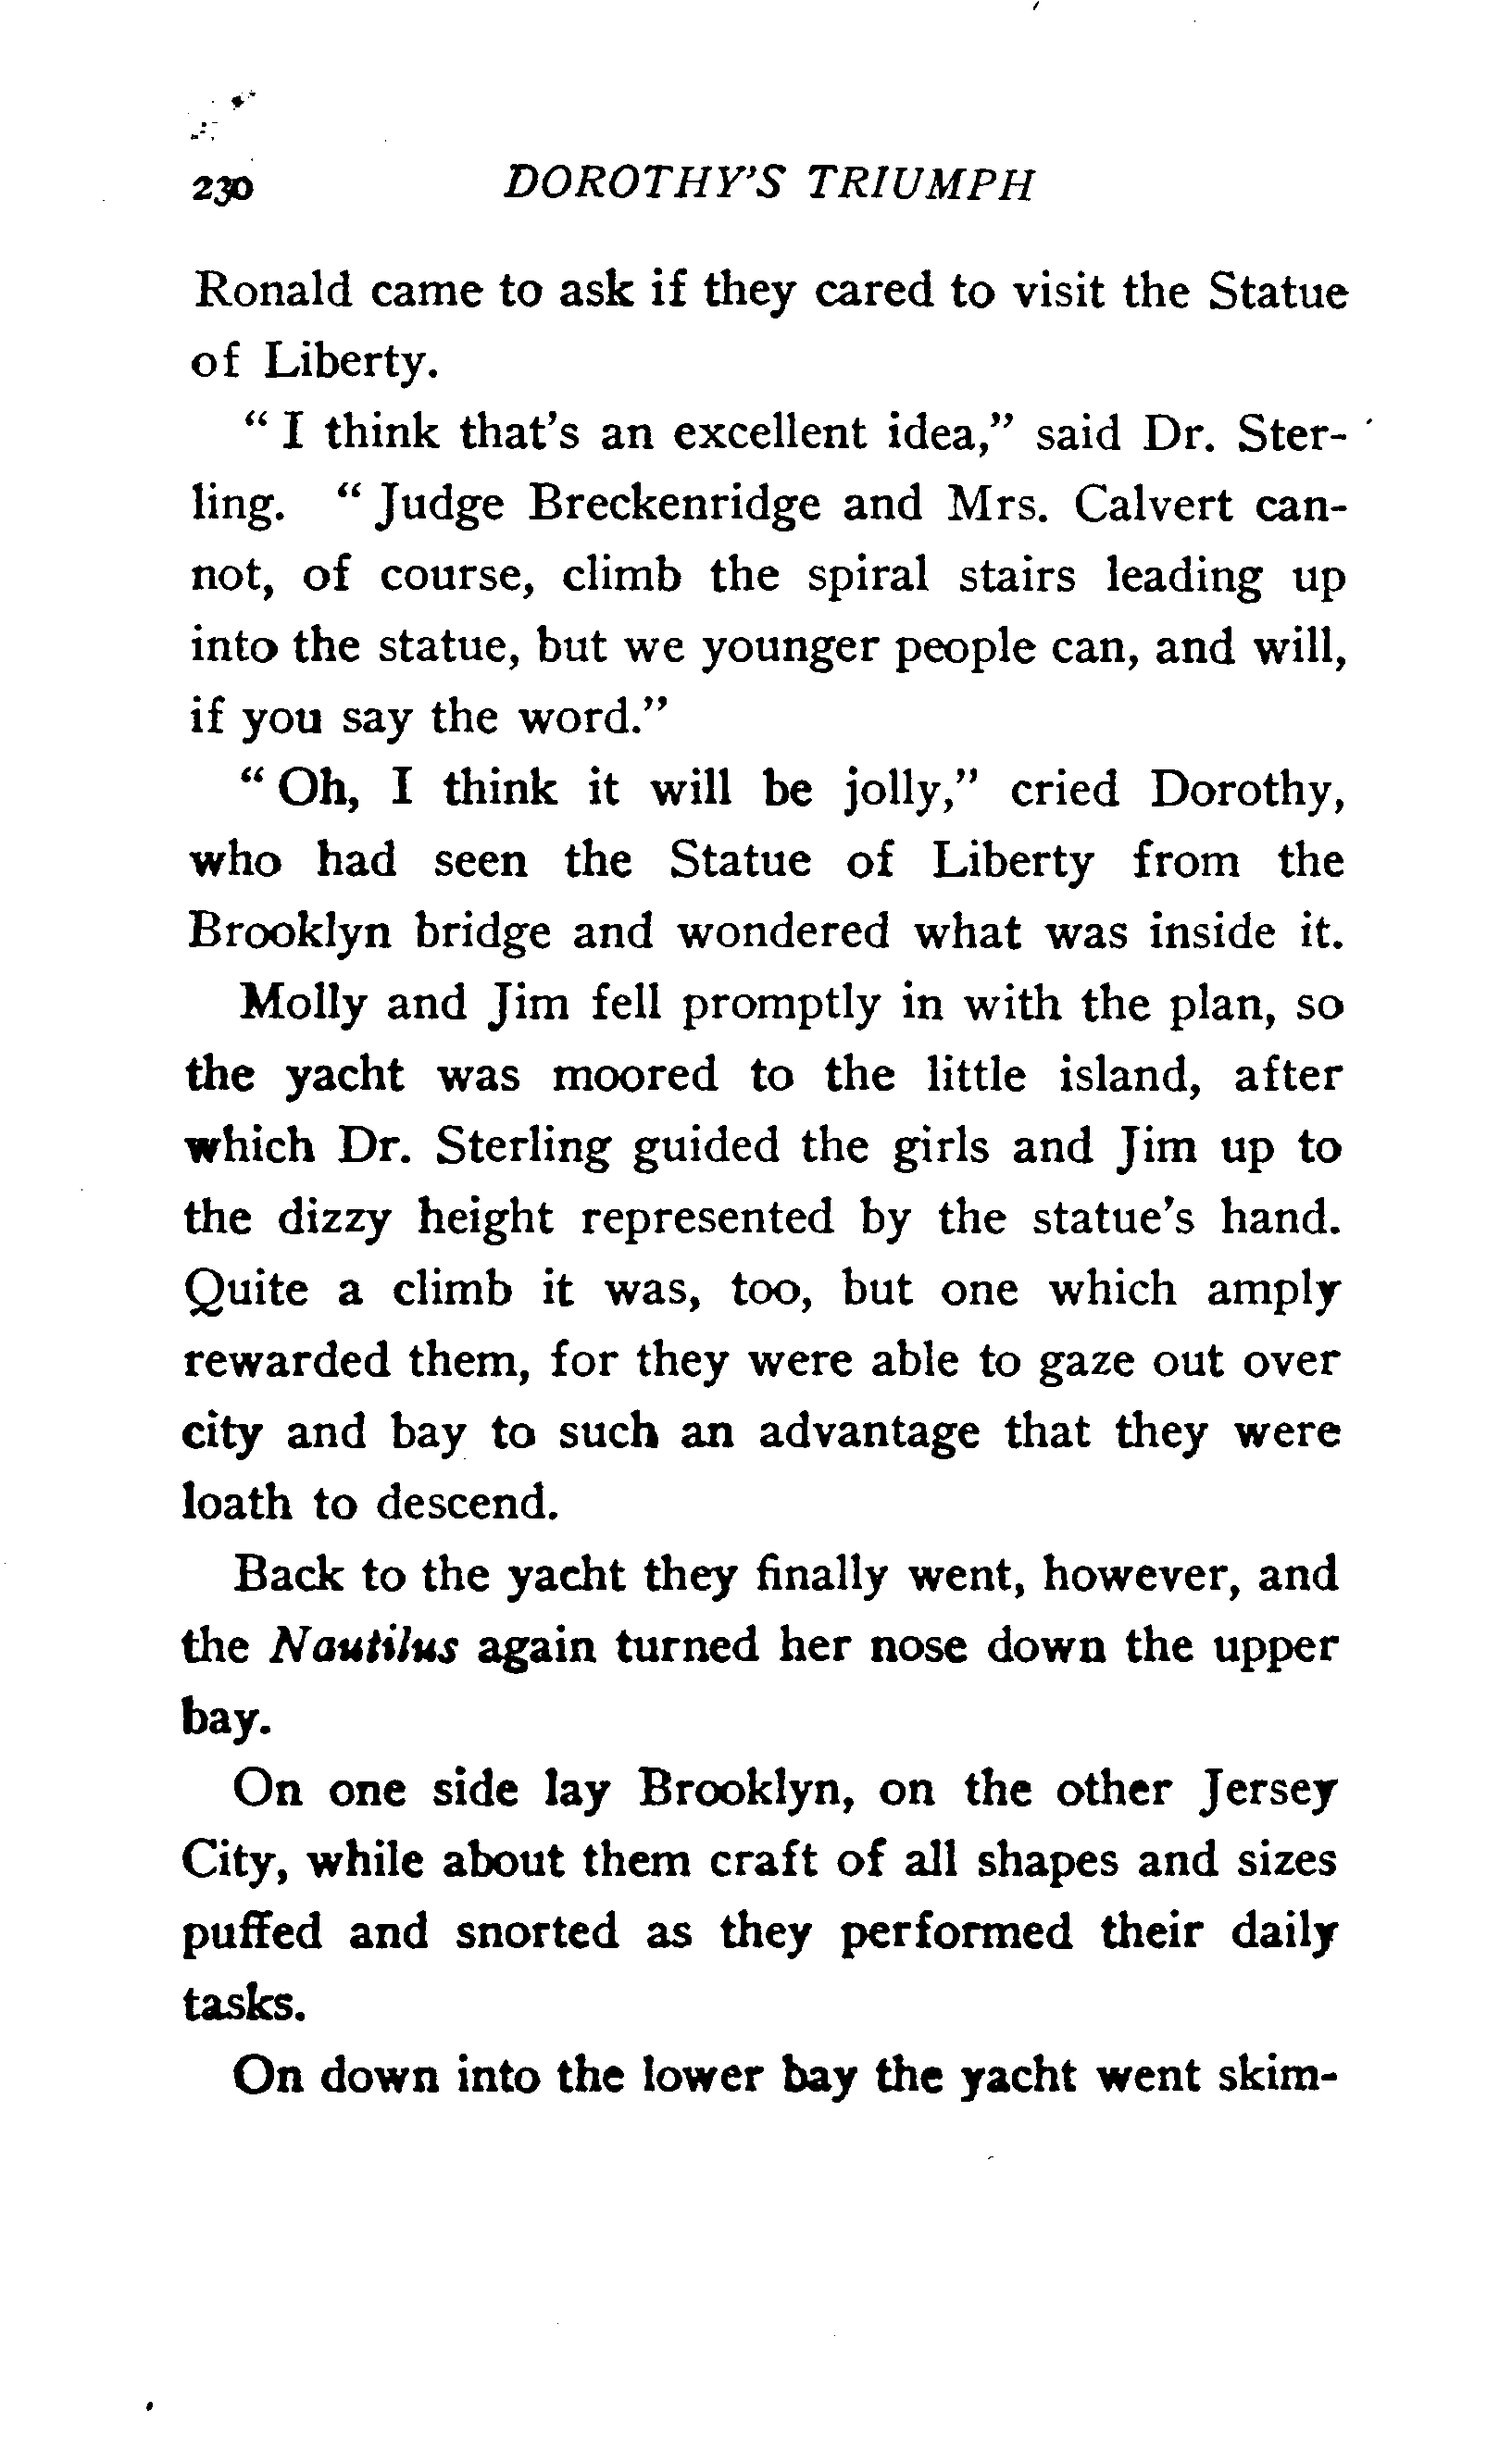 230 DOROTHY'S TRIUMPH
Ronald came to ask if they cared to visit the Statue
of Liberty.
" I think that's an excellent idea," said Dr. Ster-
ling. " Judge Breckenridge and Mrs. Calvert can-
not, of course, climb the spiral stairs leading up
into the statue, but we younger people can, and will,
if you say the word."
" Oh, I think it will be jolly," cried Dorothy,
who had seen the Statue of Liberty from the
Brooklyn bridge and wondered what was inside it.
Molly and Jim fell promptly in with the plan, so
the yacht was moored to the little island, after
which Dr. Sterling guided the girls and Jim up to
the dizzy height represented by the statue's hand.
Quite a climb it was, too, but one which amply
rewarded them, for they were able to gaze out over
city and bay to such an advantage that they were
loath to descend.
Back to the yacht they finally went, however, and
the Nautilus again turned her nose down the upper
bay.
On one side lay Brooklyn, on the other Jersey
City, while about them craft of all shapes and sizes
puffed and snorted as they performed their daily
tasks.
On down into the lower bay the yacht went skim-